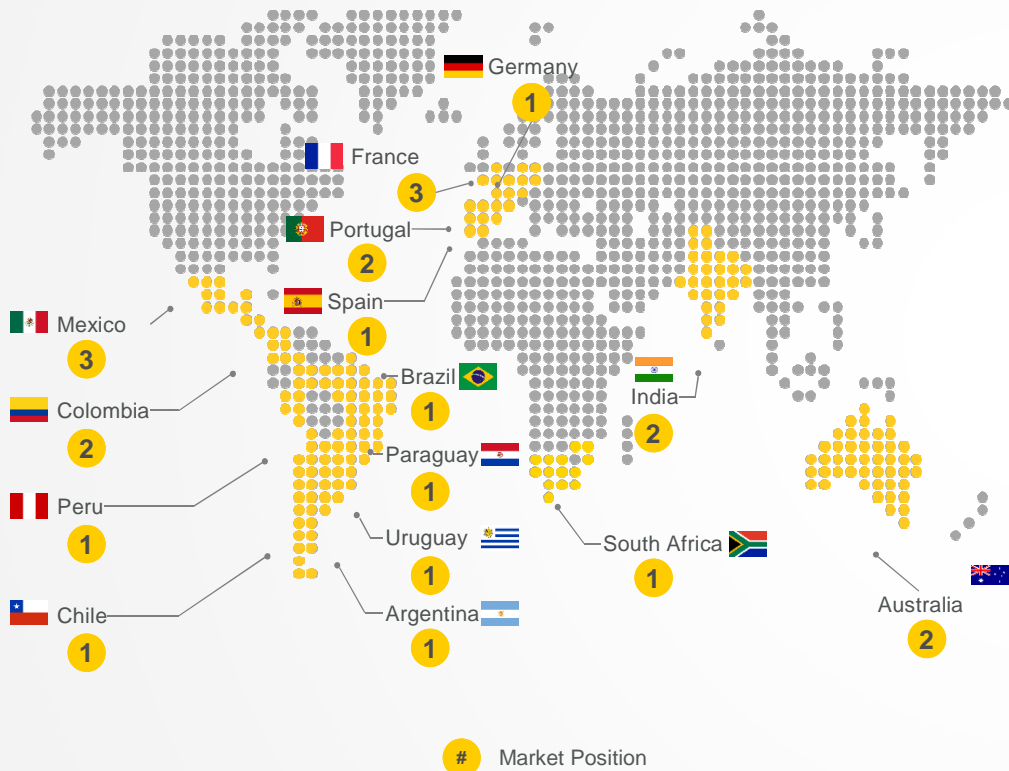 Germany
1
France
3
Portugal
2
Spain
1
Mexico
3
Brazil
1
India
2
Colombia
2
Paraguay
1
Peru
1
Uruguay
1
South Africa
1
Chile
1
Argentina
1
Australia
2
# Market Position